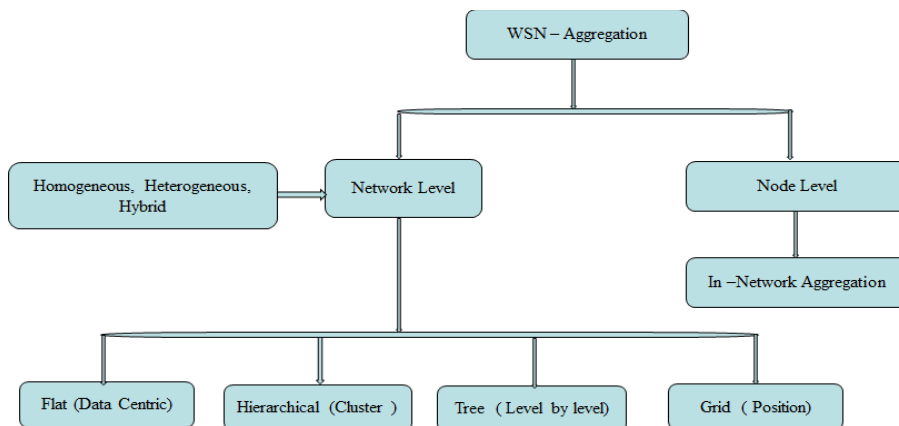 WSN – Aggregation
Homogeneous, Heterogeneous,
Hybrid
Network Level
Node Level
In –Network Aggregation
Flat (Data Centric)
Hierarchical (Cluster )
Tree ( Level by level)
Grid ( Position)